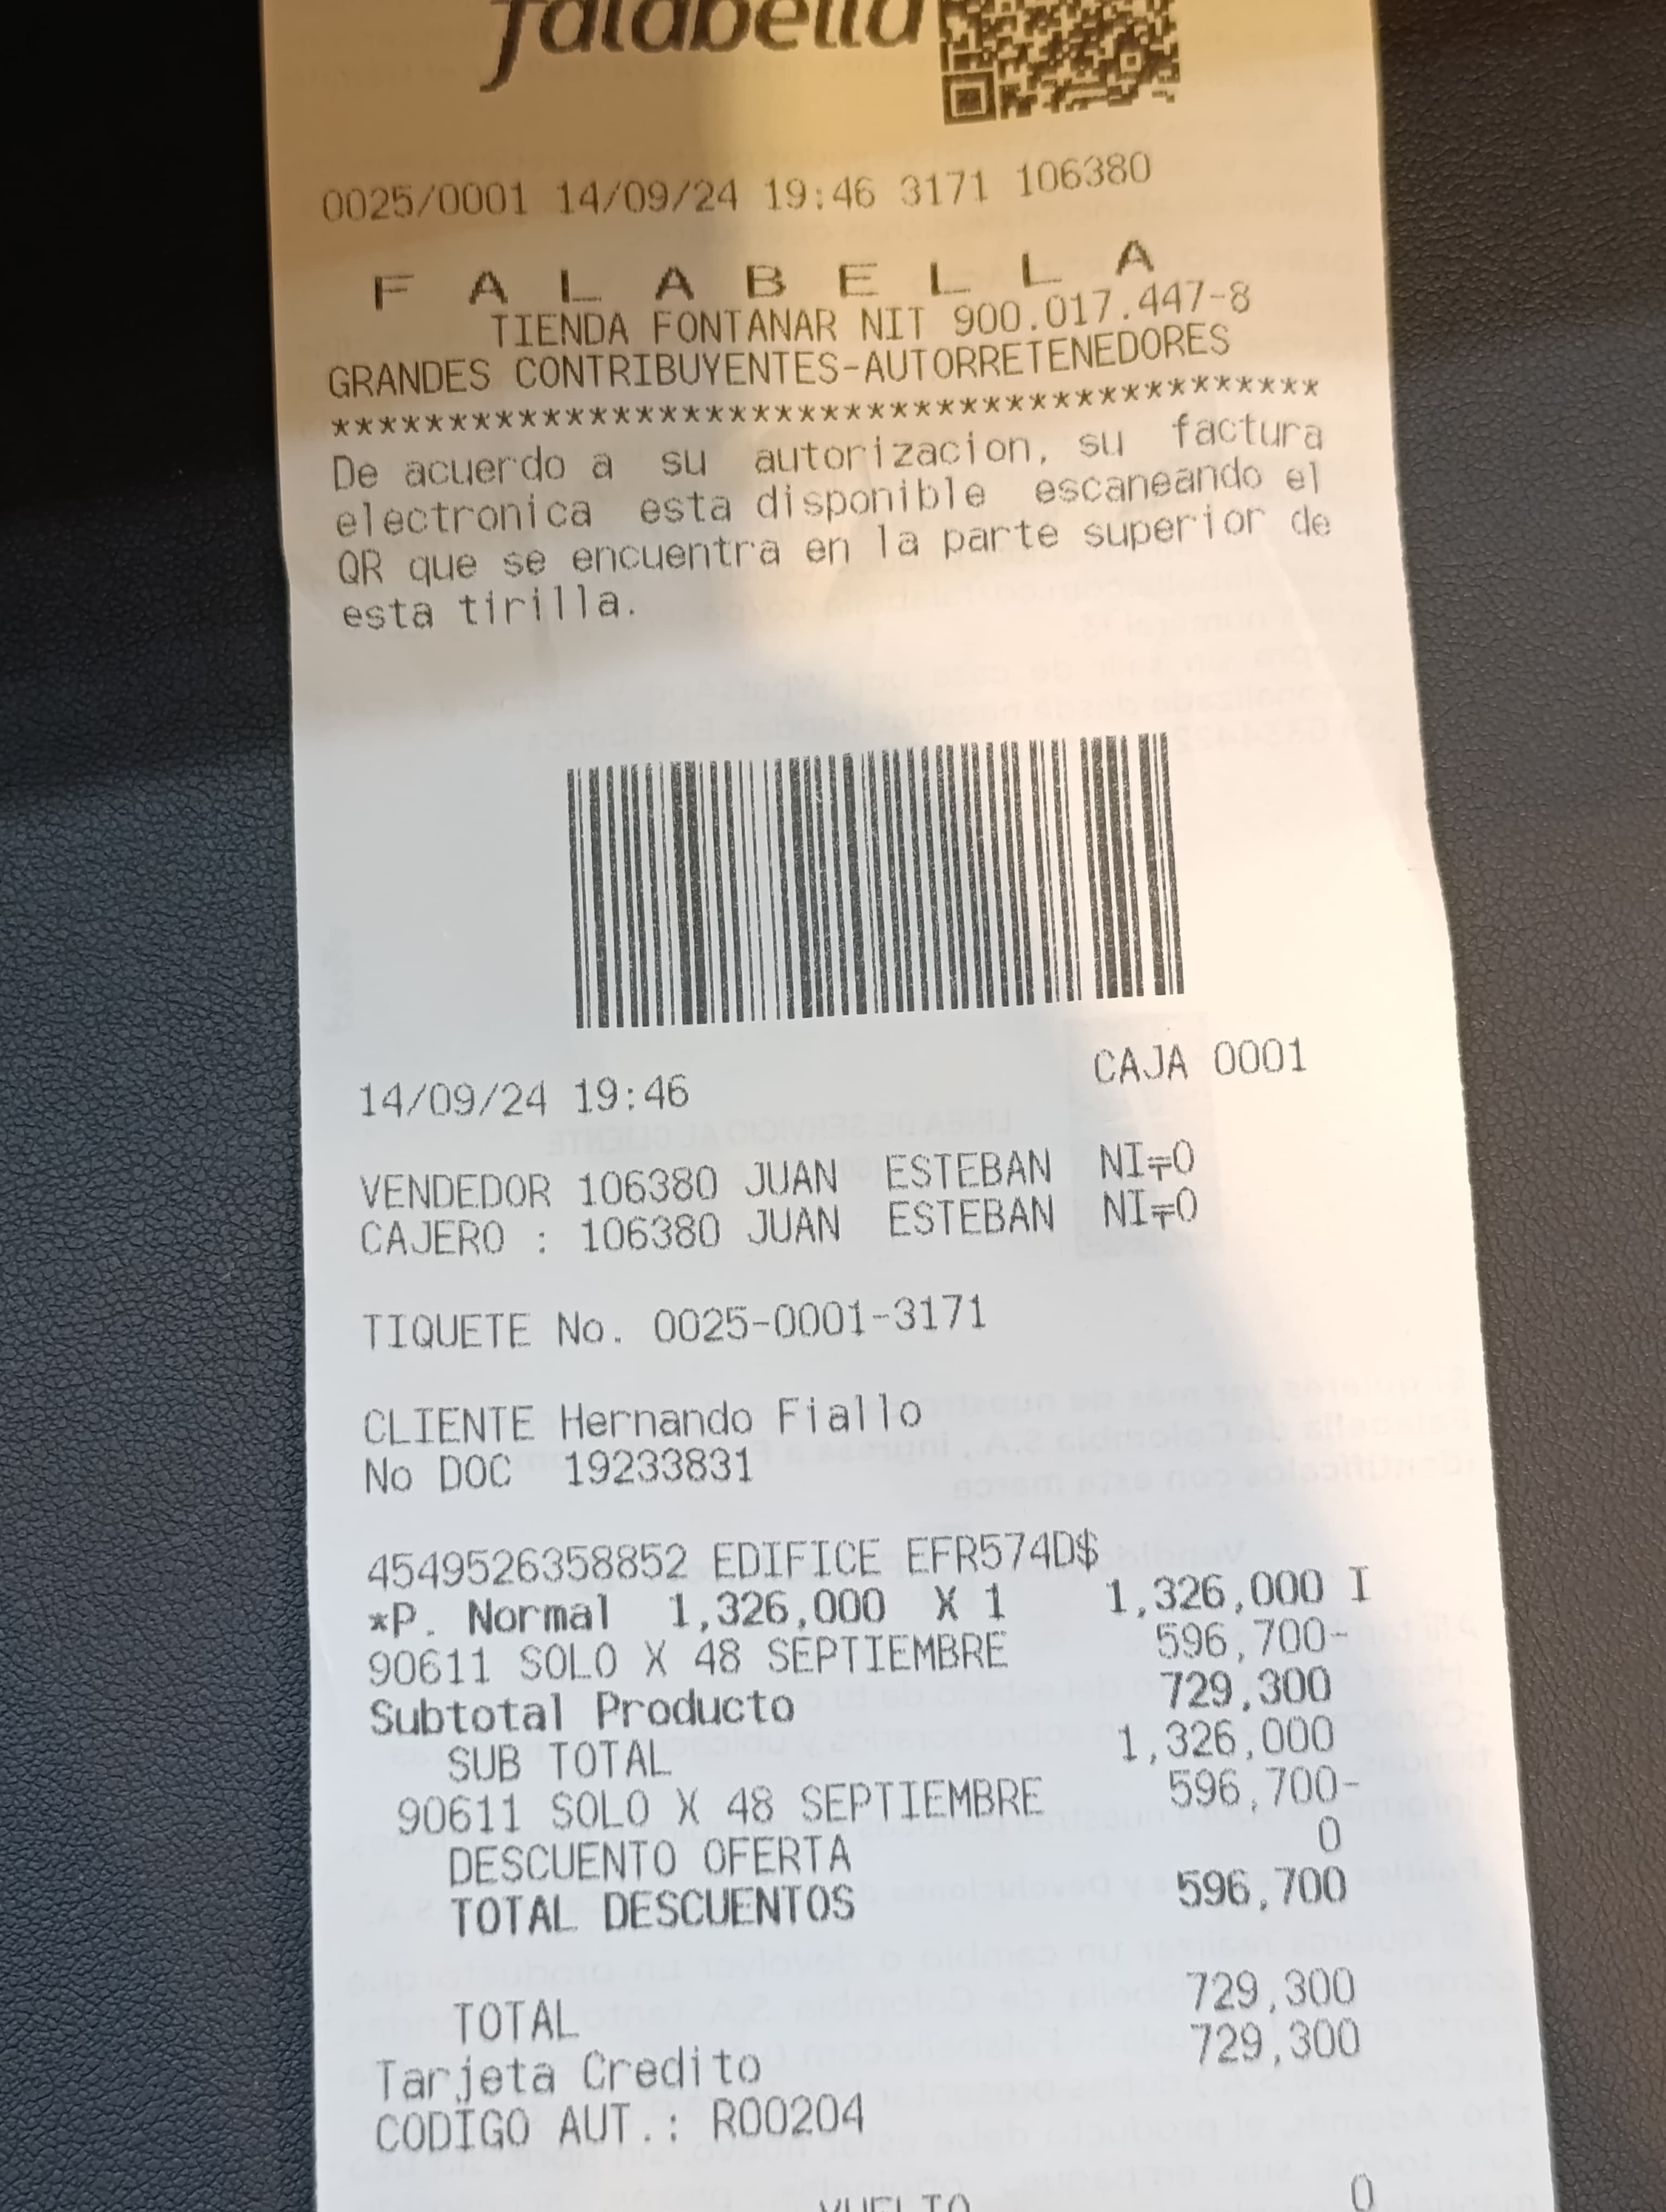 falabella
0025/0001 14/09/24 19:46 3171 106380
F A L A B E L L A
TIENDA FONTANAR NIT 900.017.447-8
GRANDES CONTRIBUYENTES-AUTORRETENEDORES
******************************************
De acuerdo a su autorizacion, su factura
electronica esta disponible escaneando el
QR que se encuentra en la parte superior de
esta tirilla.
14/09/24 19:46 CAJA 0001
VENDEDOR 106380 JUAN ESTEBAN
CAJERO : 106380 JUAN ESTEBAN
TIQUETE No. 0025-0001-3171
CLIENTE Hernando Fiallo
No DOC 19233831
4549526358852 EDIFICE EFR574D$
*P. Normal 1,326,000 X 1 1,326,000 I
90611 SOLO X 48 SEPTIEMBRE 596,700-
Subtotal Producto 729,300
SUB TOTAL 1,326,000
90611 SOLO X 48 SEPTIEMBRE 596,700-
DESCUENTO OFERTA 0
TOTAL DESCUENTOS 596,700
TOTAL 729,300
Tarjeta Credito 729,300
CODIGO AUT.: R00204
VUELTO 0